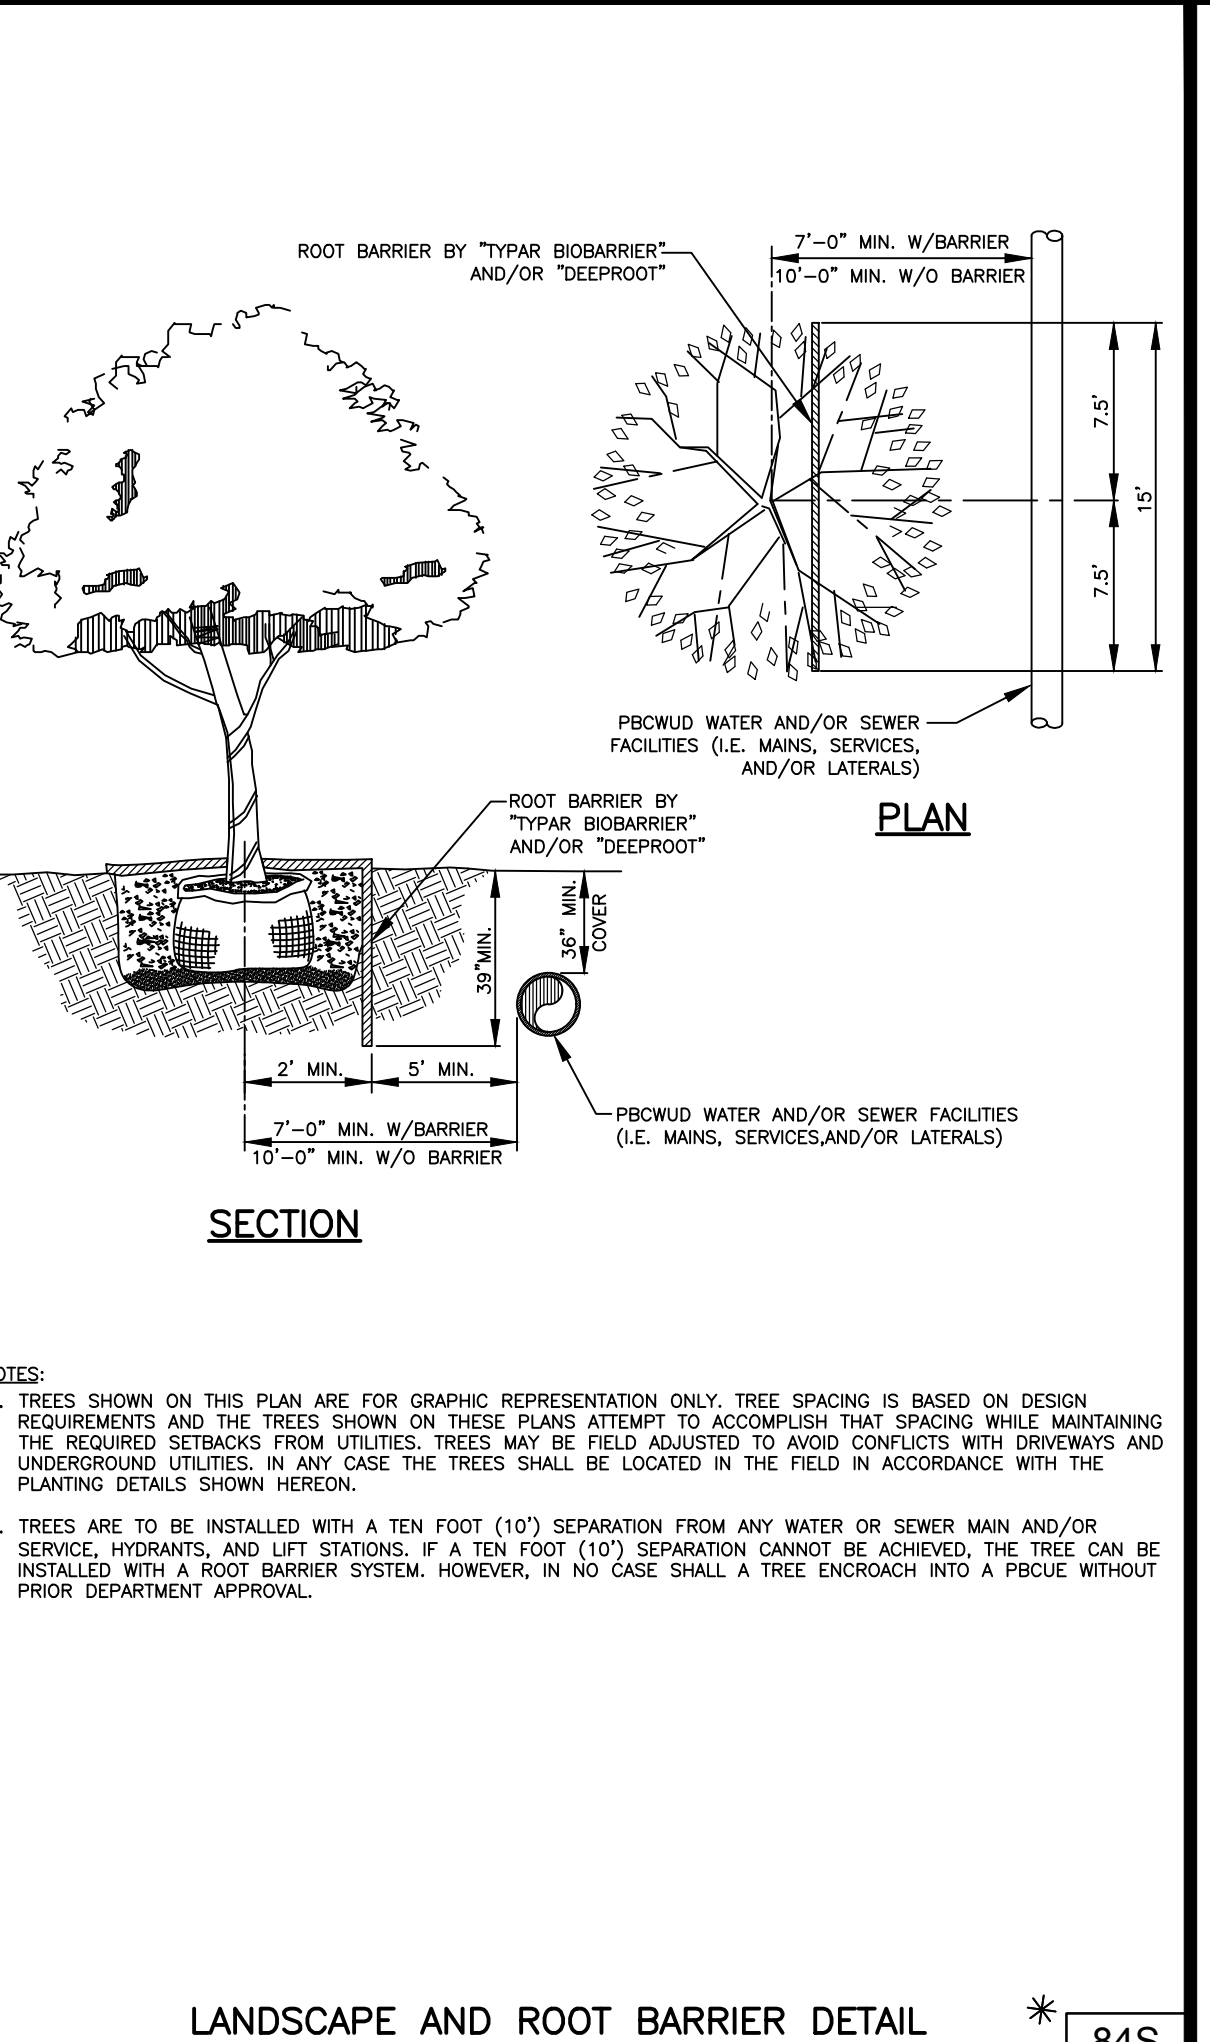 7'-0" MIN. W/BARRIER
10'-0" MIN. W/O BARRIER
ROOT BARRIER BY "TYPAR BIOBARRIER"
AND/OR "DEEPROOT"
7.5'
15'
7.5'
PBCWUD WATER AND/OR SEWER
FACILITIES (I.E. MAINS, SERVICES,
AND/OR LATERALS)
PLAN
ROOT BARRIER BY
"TYPAR BIOBARRIER"
AND/OR "DEEPROOT"
36" MIN.
COVER
39"MIN.
2' MIN.
5' MIN.
7'-0" MIN. W/BARRIER
10'-0" MIN. W/O BARRIER
PBCWUD WATER AND/OR SEWER FACILITIES
(I.E. MAINS, SERVICES,AND/OR LATERALS)
SECTION
OTES:
. TREES SHOWN ON THIS PLAN ARE FOR GRAPHIC REPRESENTATION ONLY. TREE SPACING IS BASED ON DESIGN
REQUIREMENTS AND THE TREES SHOWN ON THESE PLANS ATTEMPT TO ACCOMPLISH THAT SPACING WHILE MAINTAINING
THE REQUIRED SETBACKS FROM UTILITIES. TREES MAY BE FIELD ADJUSTED TO AVOID CONFLICTS WITH DRIVEWAYS AND
UNDERGROUND UTILITIES. IN ANY CASE THE TREES SHALL BE LOCATED IN THE FIELD IN ACCORDANCE WITH THE
PLANTING DETAILS SHOWN HEREON.
. TREES ARE TO BE INSTALLED WITH A TEN FOOT (10') SEPARATION FROM ANY WATER OR SEWER MAIN AND/OR
SERVICE, HYDRANTS, AND LIFT STATIONS. IF A TEN FOOT (10') SEPARATION CANNOT BE ACHIEVED, THE TREE CAN BE
INSTALLED WITH A ROOT BARRIER SYSTEM. HOWEVER, IN NO CASE SHALL A TREE ENCROACH INTO A PBCUE WITHOUT
PRIOR DEPARTMENT APPROVAL.
LANDSCAPE AND ROOT BARRIER DETAIL
*
84S